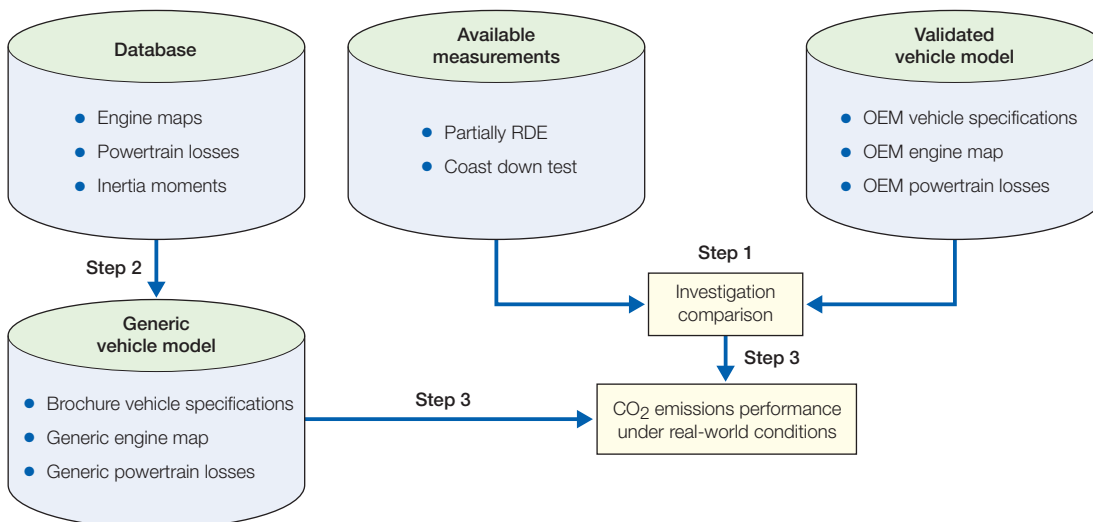 Database
Engine maps
Powertrain losses
Inertia moments
Available
measurements
Partially RDE
Coast down test
Validated
vehicle model
OEM vehicle specifications
OEM engine map
OEM powertrain losses
Step 2
Step 1
Investigation
comparison
Generic
vehicle model
Brochure vehicle specifications
Generic engine map
Generic powertrain losses
Step 3
Step 3
CO2 emissions performance
under real-world conditions